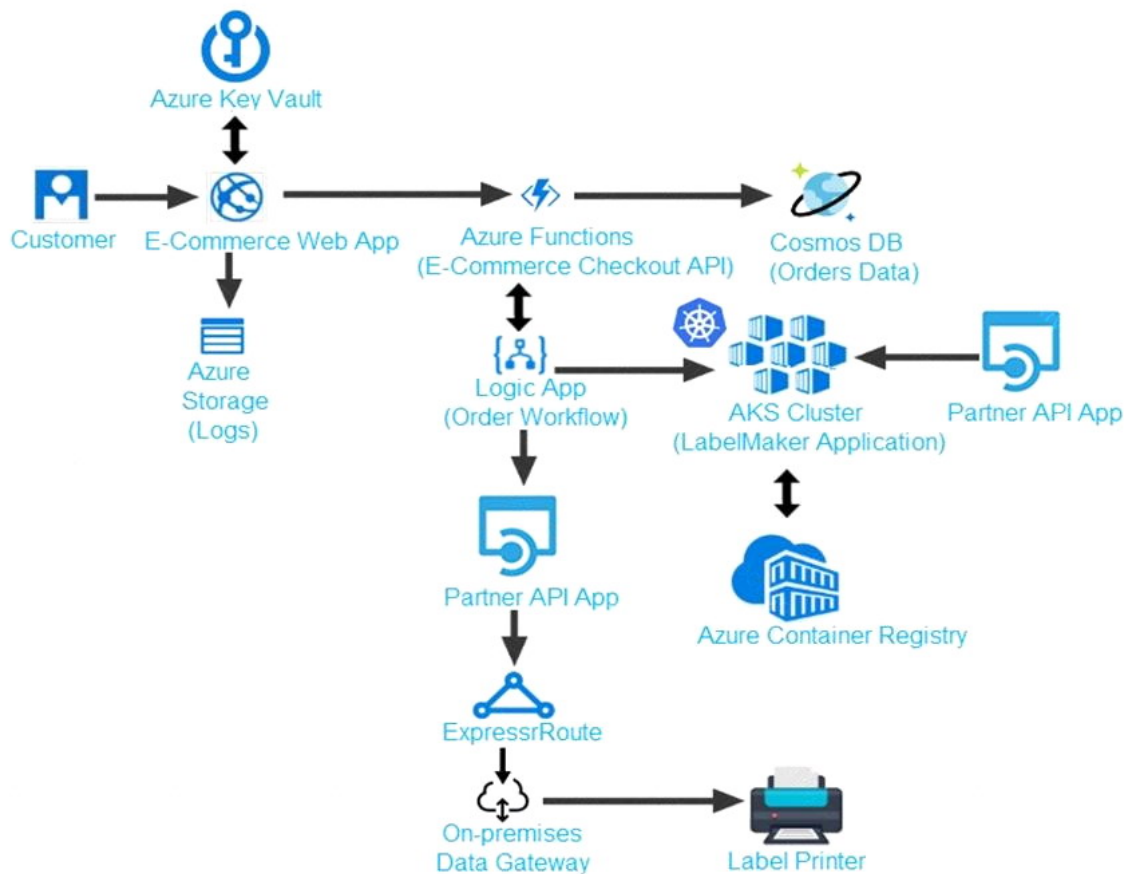 Azure Key Vault
Customer
E-Commerce Web App
Azure Functions
(E-Commerce Checkout API)
Cosmos DB
(Orders Data)
Azure
Storage
(Logs)
Logic App
(Order Workflow)
AKS Cluster
(LabelMaker Application)
Partner API App
Partner API App
Azure Container Registry
ExpressrRoute
On-premises
Data Gateway
Label Printer